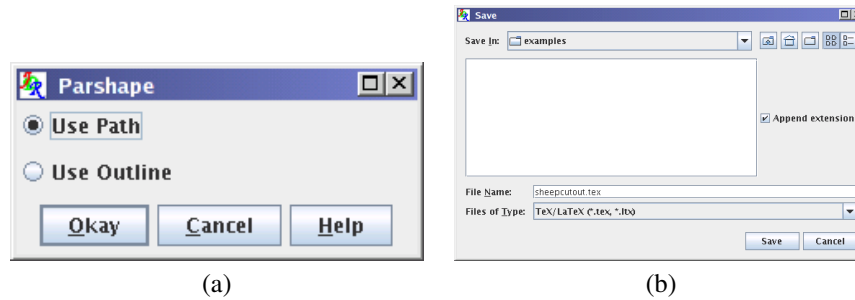 Parshape
Use Path
Use Outline
Okay Cancel Help
(a)
Save
Save In: examples
Append extension
File Name: sheepcutout.tex
Files of Type: TeX/LaTeX (*.tex, *.ltx)
Save Cancel
(b)